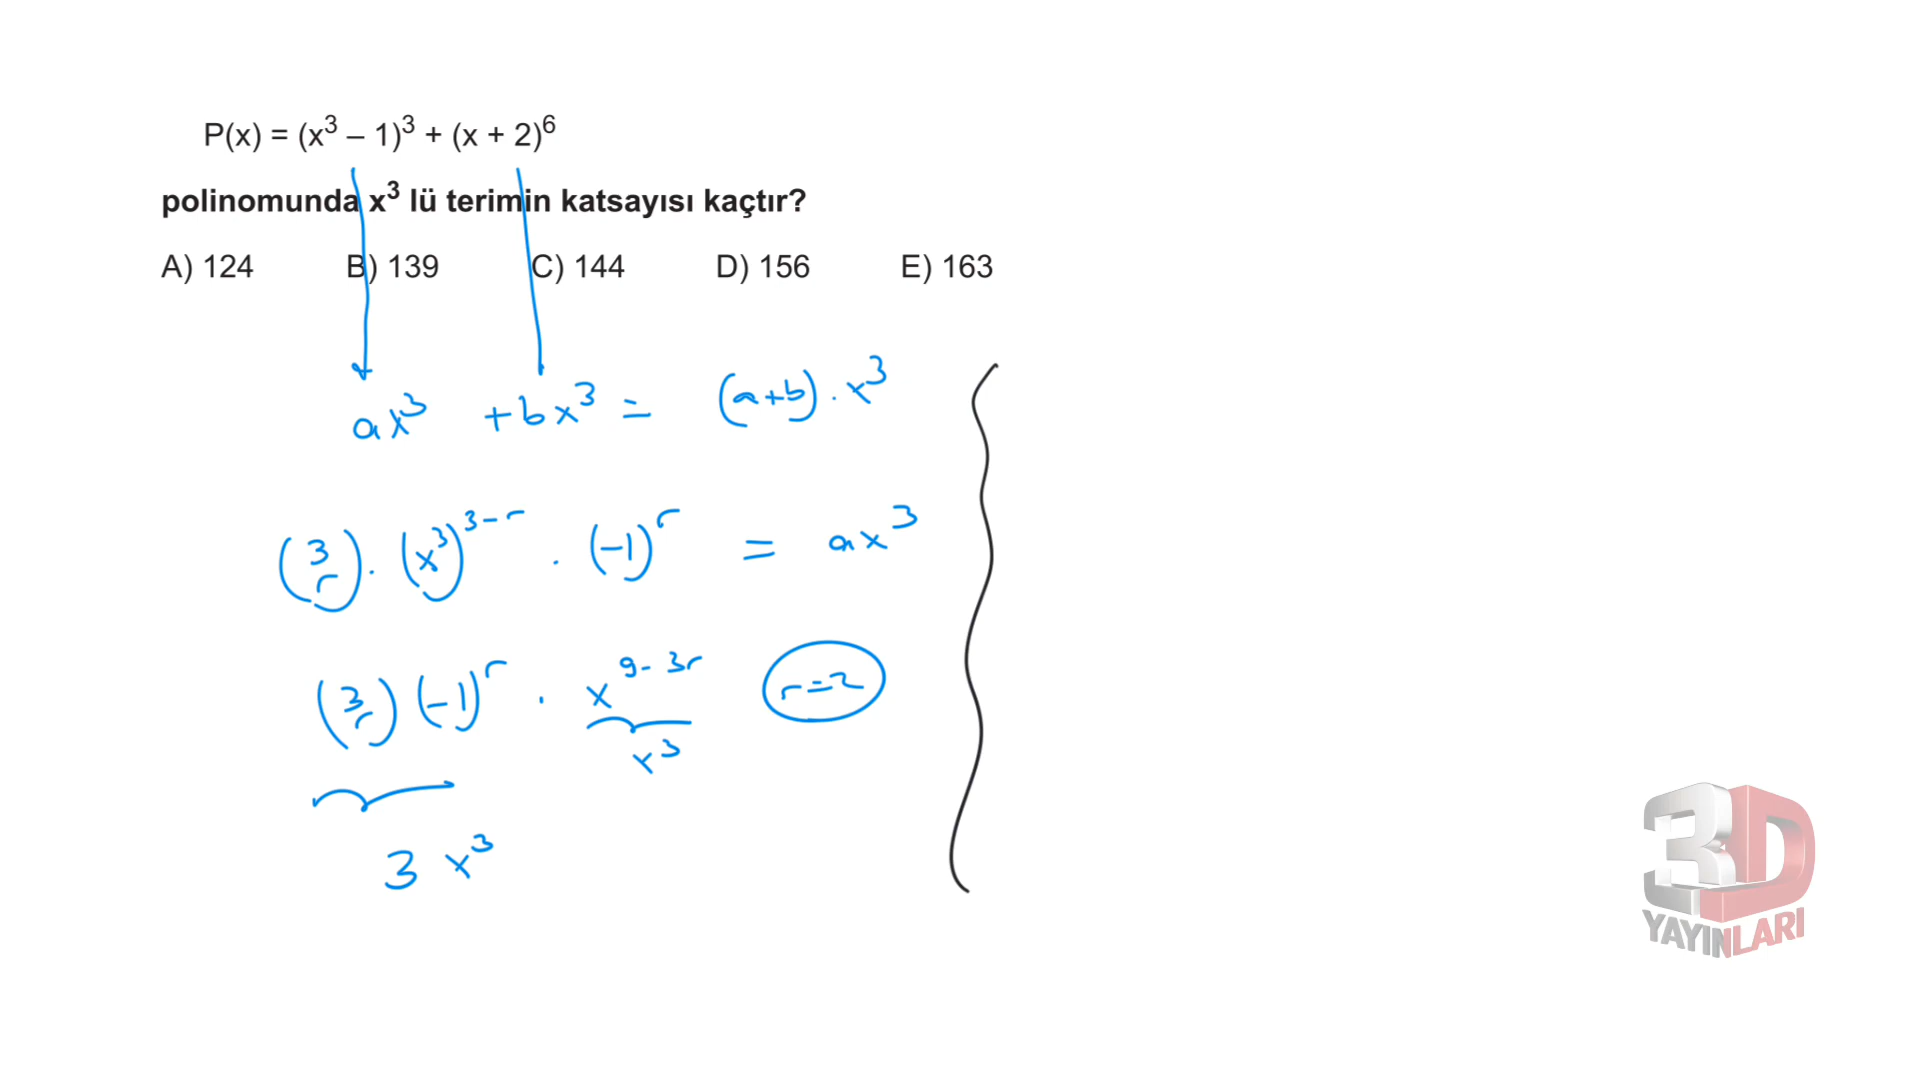 P(x) = (x³ – 1)³ + (x + 2)⁶
polinomunda x³ lü terimin katsayısı kaçtır?
A) 124 B) 139 C) 144 D) 156 E) 163
ax³ + bx³ = (a+b) . x³
(3 r) . (x³)^(3-r) . (-1)^r = ax³
(3 r) (-1)^r . x^(9-3r) r=2
x³
3 x³
3D
YAYINLARI